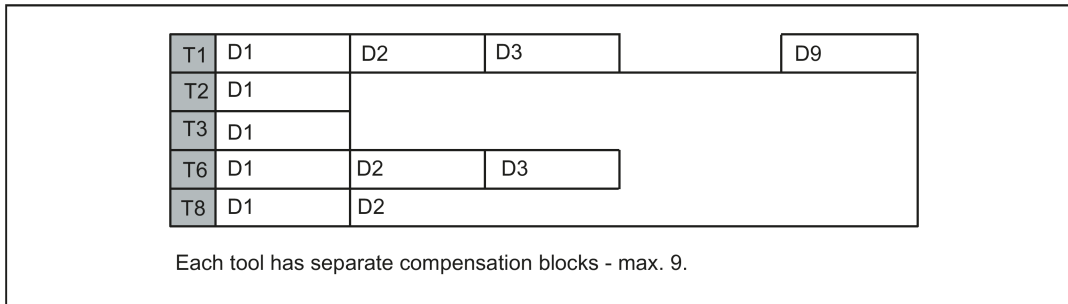 T1 D1 D2 D3 D9
T2 D1
T3 D1
T6 D1 D2 D3
T8 D1 D2
Each tool has separate compensation blocks - max. 9.